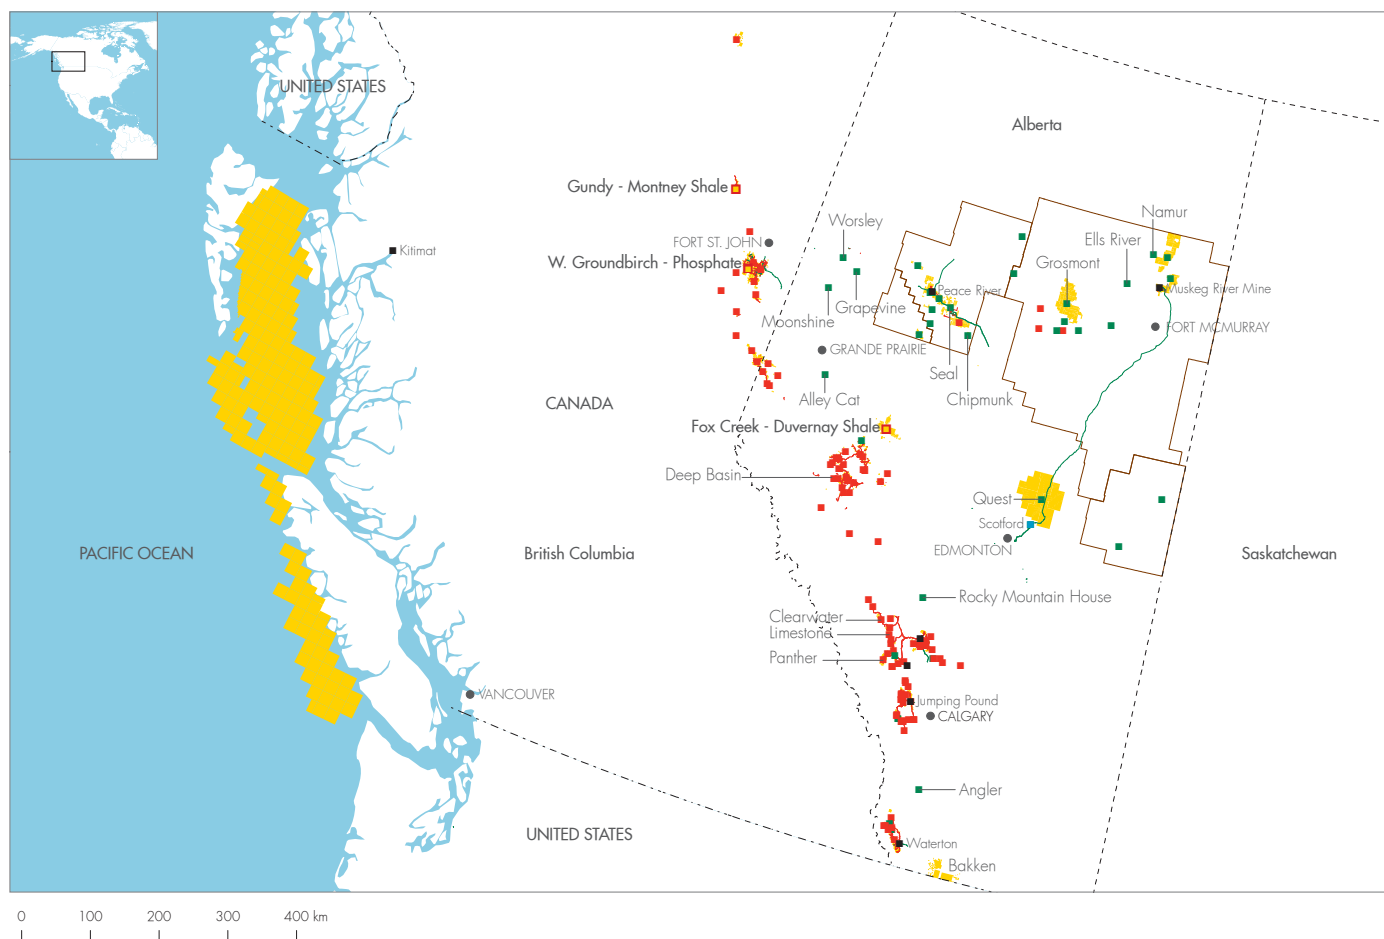 UNITED STATES
Alberta
Gundy - Montney Shale
Worsley
Namur
FORT ST. JOHN
Ells River
Kitimat
W. Groundbirch - Phosphate
Grosmont
Peace River
Muskeg River Mine
Grapevine
Moonshine
FORT MCMURRAY
GRANDE PRAIRIE
Seal
Alley Cat
Chipmunk
CANADA
Fox Creek - Duvernay Shale
Deep Basin
Quest
Scotford
EDMONTON
PACIFIC OCEAN
British Columbia
Saskatchewan
Rocky Mountain House
Clearwater
Limestone
Panther
VANCOUVER
Jumping Pound
CALGARY
Angler
UNITED STATES
Waterton
Bakken
0 100 200 300 400 km